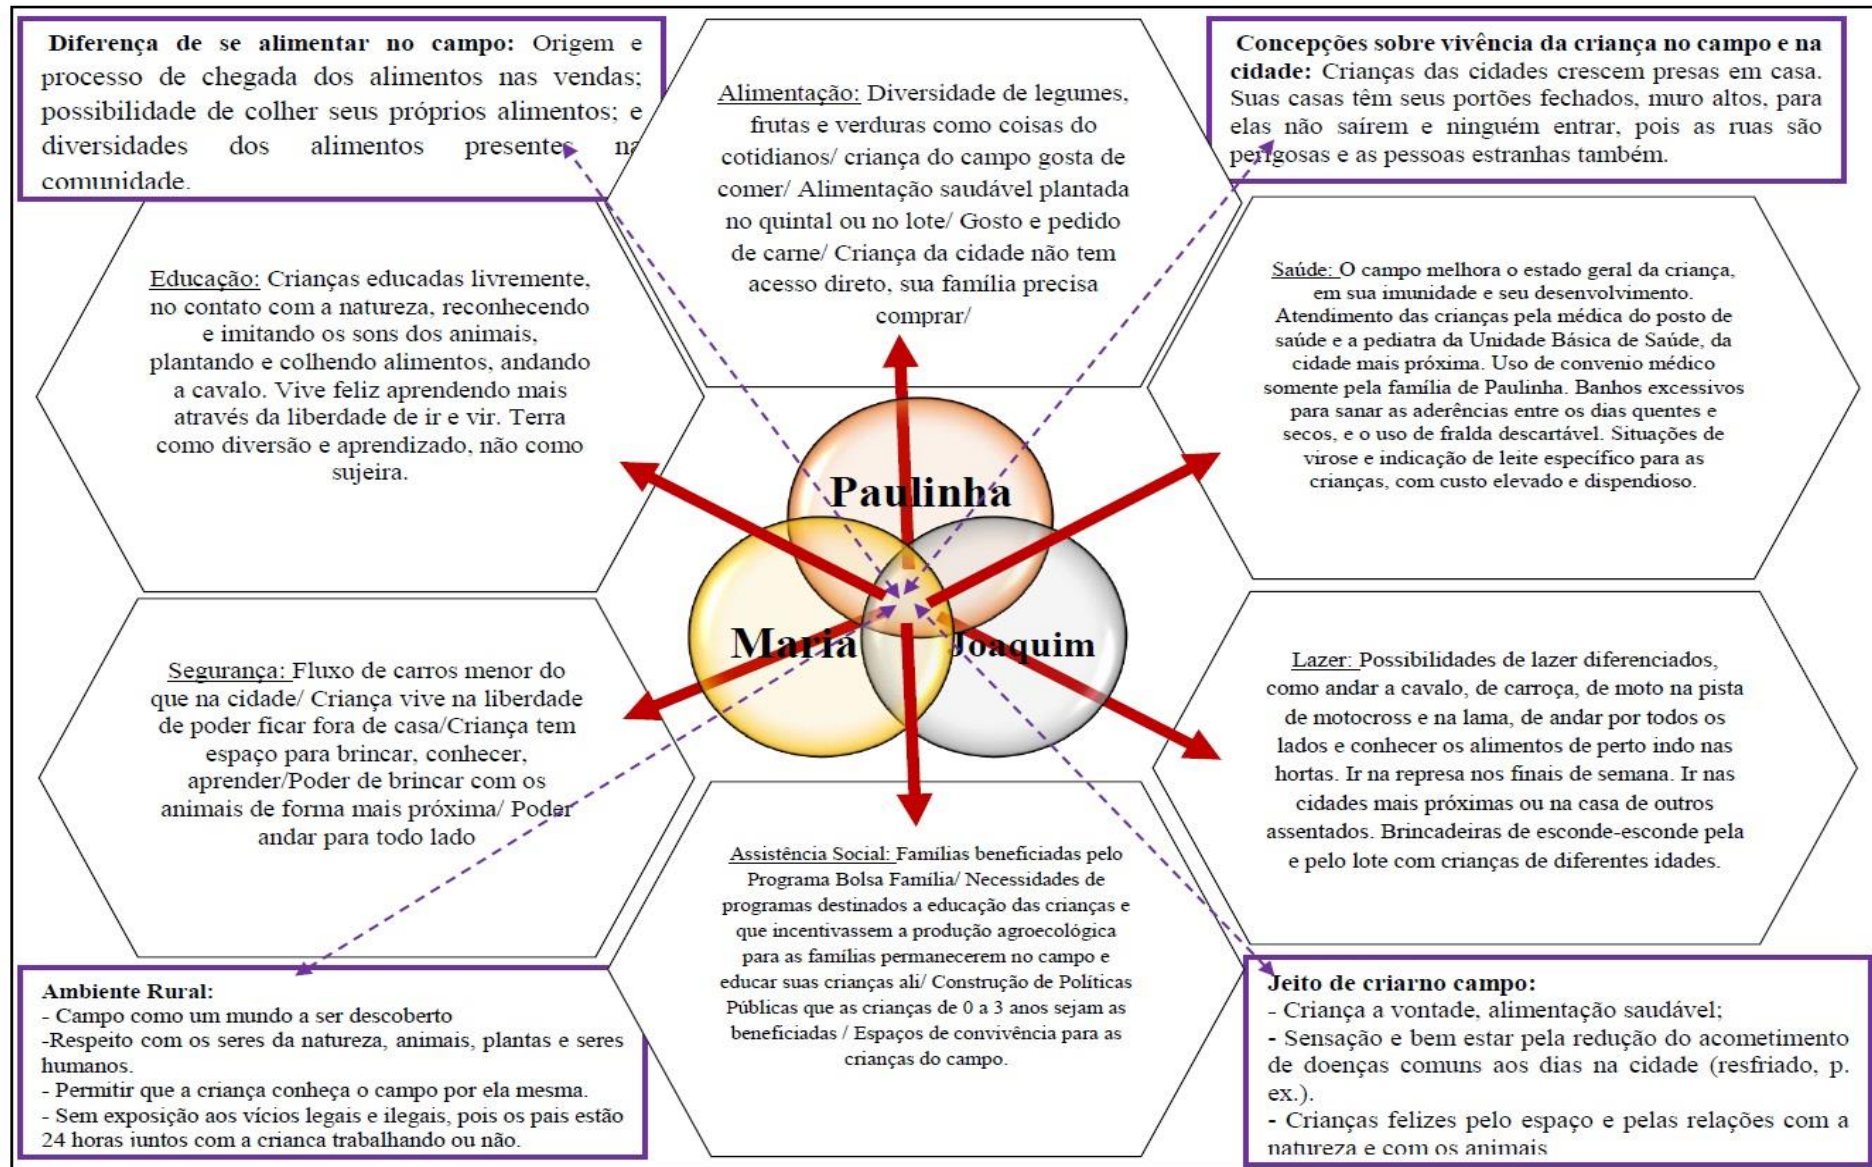 Diferença de se alimentar no campo: Origem e
processo de chegada dos alimentos nas vendas;
possibilidade de colher seus próprios alimentos; e
diversidades dos alimentos presentes na
comunidade.
Alimentação: Diversidade de legumes,
frutas e verduras como coisas do
cotidianos/ criança do campo gosta de
comer/ Alimentação saudável plantada
no quintal ou no lote/ Gosto e pedido
de carne/ Criança da cidade não tem
acesso direto, sua família precisa
comprar/
Concepções sobre vivência da criança no campo e na
cidade: Crianças das cidades crescem presas em casa.
Suas casas têm seus portões fechados, muro altos, para
elas não saírem e ninguém entrar, pois as ruas são
perigosas e as pessoas estranhas também.
Educação: Crianças educadas livremente,
no contato com a natureza, reconhecendo
e imitando os sons dos animais,
plantando e colhendo alimentos, andando
a cavalo. Vive feliz aprendendo mais
através da liberdade de ir e vir. Terra
como diversão e aprendizado, não como
sujeira.
Saúde: O campo melhora o estado geral da criança,
em sua imunidade e seu desenvolvimento.
Atendimento das crianças pela médica do posto de
saúde e a pediatra da Unidade Básica de Saúde, da
cidade mais próxima. Uso de convenio médico
somente pela família de Paulinha. Banhos excessivos
para sanar as aderências entre os dias quentes e
secos, e o uso de fralda descartável. Situações de
virose e indicação de leite específico para as
crianças, com custo elevado e dispendioso.
Paulinha
Maria
Joaquim
Segurança: Fluxo de carros menor do
que na cidade/ Criança vive na liberdade
de poder ficar fora de casa/Criança tem
espaço para brincar, conhecer,
aprender/Poder de brincar com os
animais de forma mais próxima/ Poder
andar para todo lado
Lazer: Possibilidades de lazer diferenciados,
como andar a cavalo, de carroça, de moto na pista
de motocross e na lama, de andar por todos os
lados e conhecer os alimentos de perto indo nas
hortas. Ir na represa nos finais de semana. Ir nas
cidades mais próximas ou na casa de outros
assentados. Brincadeiras de esconde-esconde pela
e pelo lote com crianças de diferentes idades.
Assistência Social: Famílias beneficiadas pelo
Programa Bolsa Família/ Necessidades de
programas destinados a educação das crianças e
que incentivassem a produção agroecológica
para as famílias permanecerem no campo e
educar suas crianças ali/ Construção de Políticas
Públicas que as crianças de 0 a 3 anos sejam as
beneficiadas / Espaços de convivência para as
crianças do campo.
Ambiente Rural:
- Campo como um mundo a ser descoberto
-Respeito com os seres da natureza, animais, plantas e seres
humanos.
- Permitir que a criança conheça o campo por ela mesma.
- Sem exposição aos vícios legais e ilegais, pois os pais estão
24 horas juntos com a criança trabalhando ou não.
Jeito de criarno campo:
- Criança a vontade, alimentação saudável;
- Sensação e bem estar pela redução do acometimento
de doenças comuns aos dias na cidade (resfriado, p.
ex.).
- Crianças felizes pelo espaço e pelas relações com a
natureza e com os animais